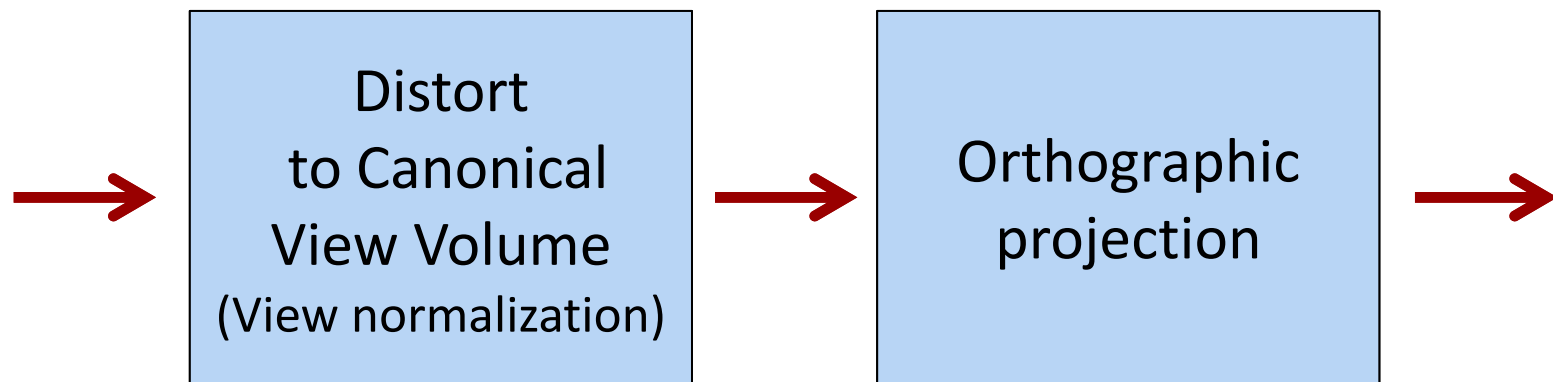 Distort
to Canonical
View Volume
(View normalization)
Orthographic
projection